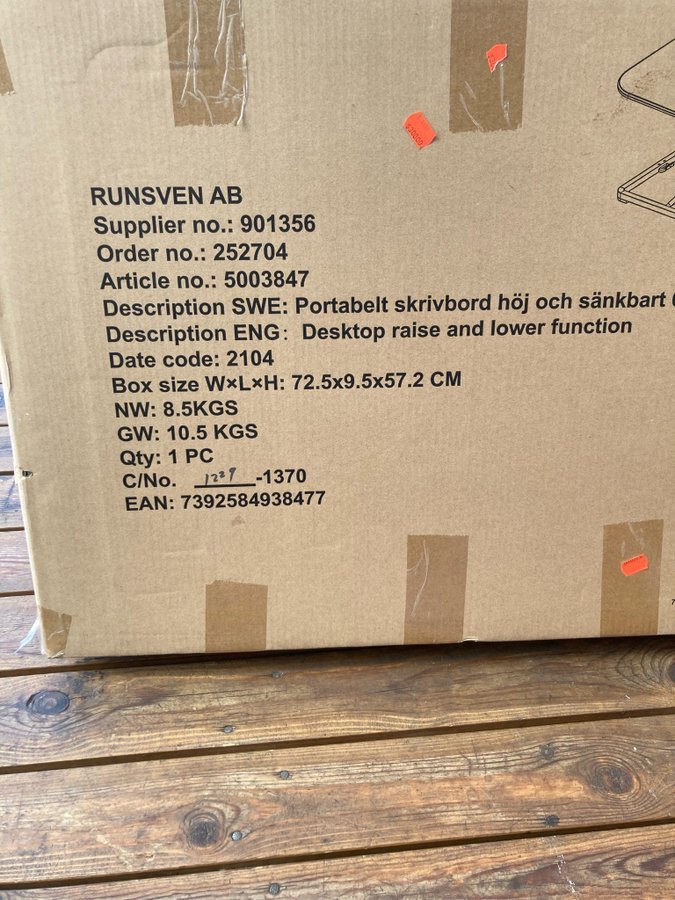 RUNSVEN AB
Supplier no.: 901356
Order no.: 252704
Article no.: 5003847
Description SWE: Portabelt skrivbord höj och sänkbart
Description ENG: Desktop raise and lower function
Date code: 2104
Box size W×L×H: 72.5x9.5x57.2 CM
NW: 8.5KGS
GW: 10.5 KGS
Qty: 1 PC
C/No. 1239-1370
EAN: 7392584938477